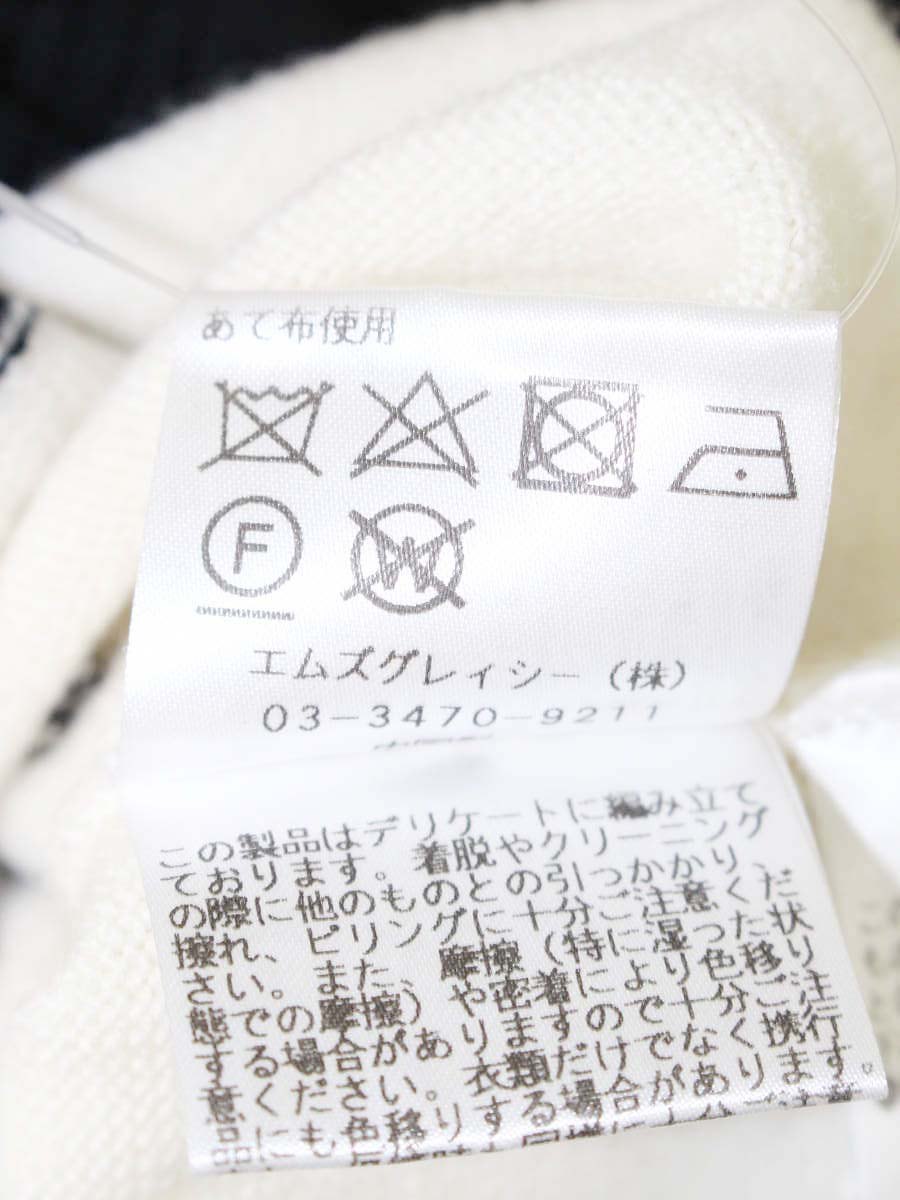 あて布使用
F
W
エムズグレィシー(株)
03-3470-9211
この製品はデリケートに編み立て
ております。着脱やクリーニング
の際に他のものとの引っかかり、
擦れ、ピリングに十分ご注意くだ
さい。また、摩擦(特に湿った状
態での摩擦)や密着により色移り
する場合がありますので十分ご注
意ください。衣類だけでなく携行
品にも色移りする場合があります。